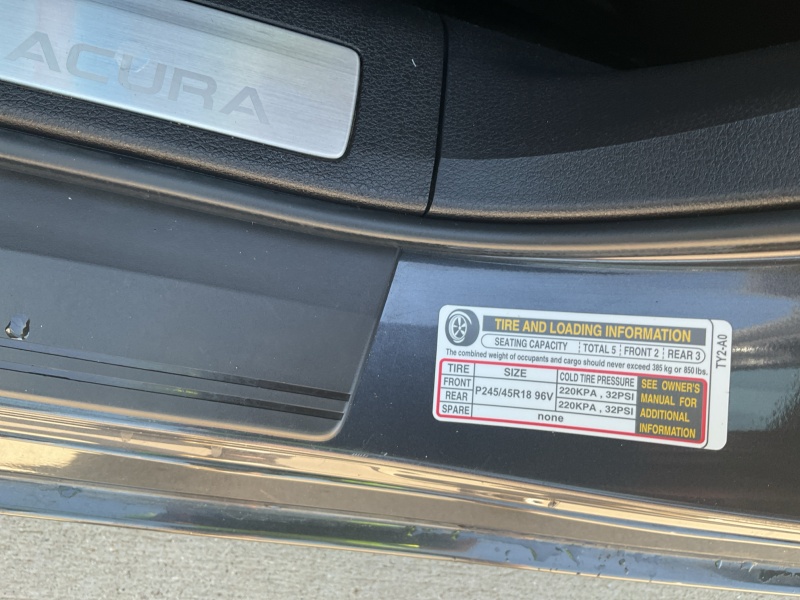 ACURA
TIRE AND LOADING INFORMATION
SEATING CAPACITY TOTAL 5 FRONT 2 REAR 3
The combined weight of occupants and cargo should never exceed 385 kg or 850 lbs.
TIRE SIZE COLD TIRE PRESSURE
FRONT P245/45R18 96V 220KPA , 32PSI
REAR 220KPA , 32PSI
SPARE none
SEE OWNER'S
MANUAL FOR
ADDITIONAL
INFORMATION
TY2-A0